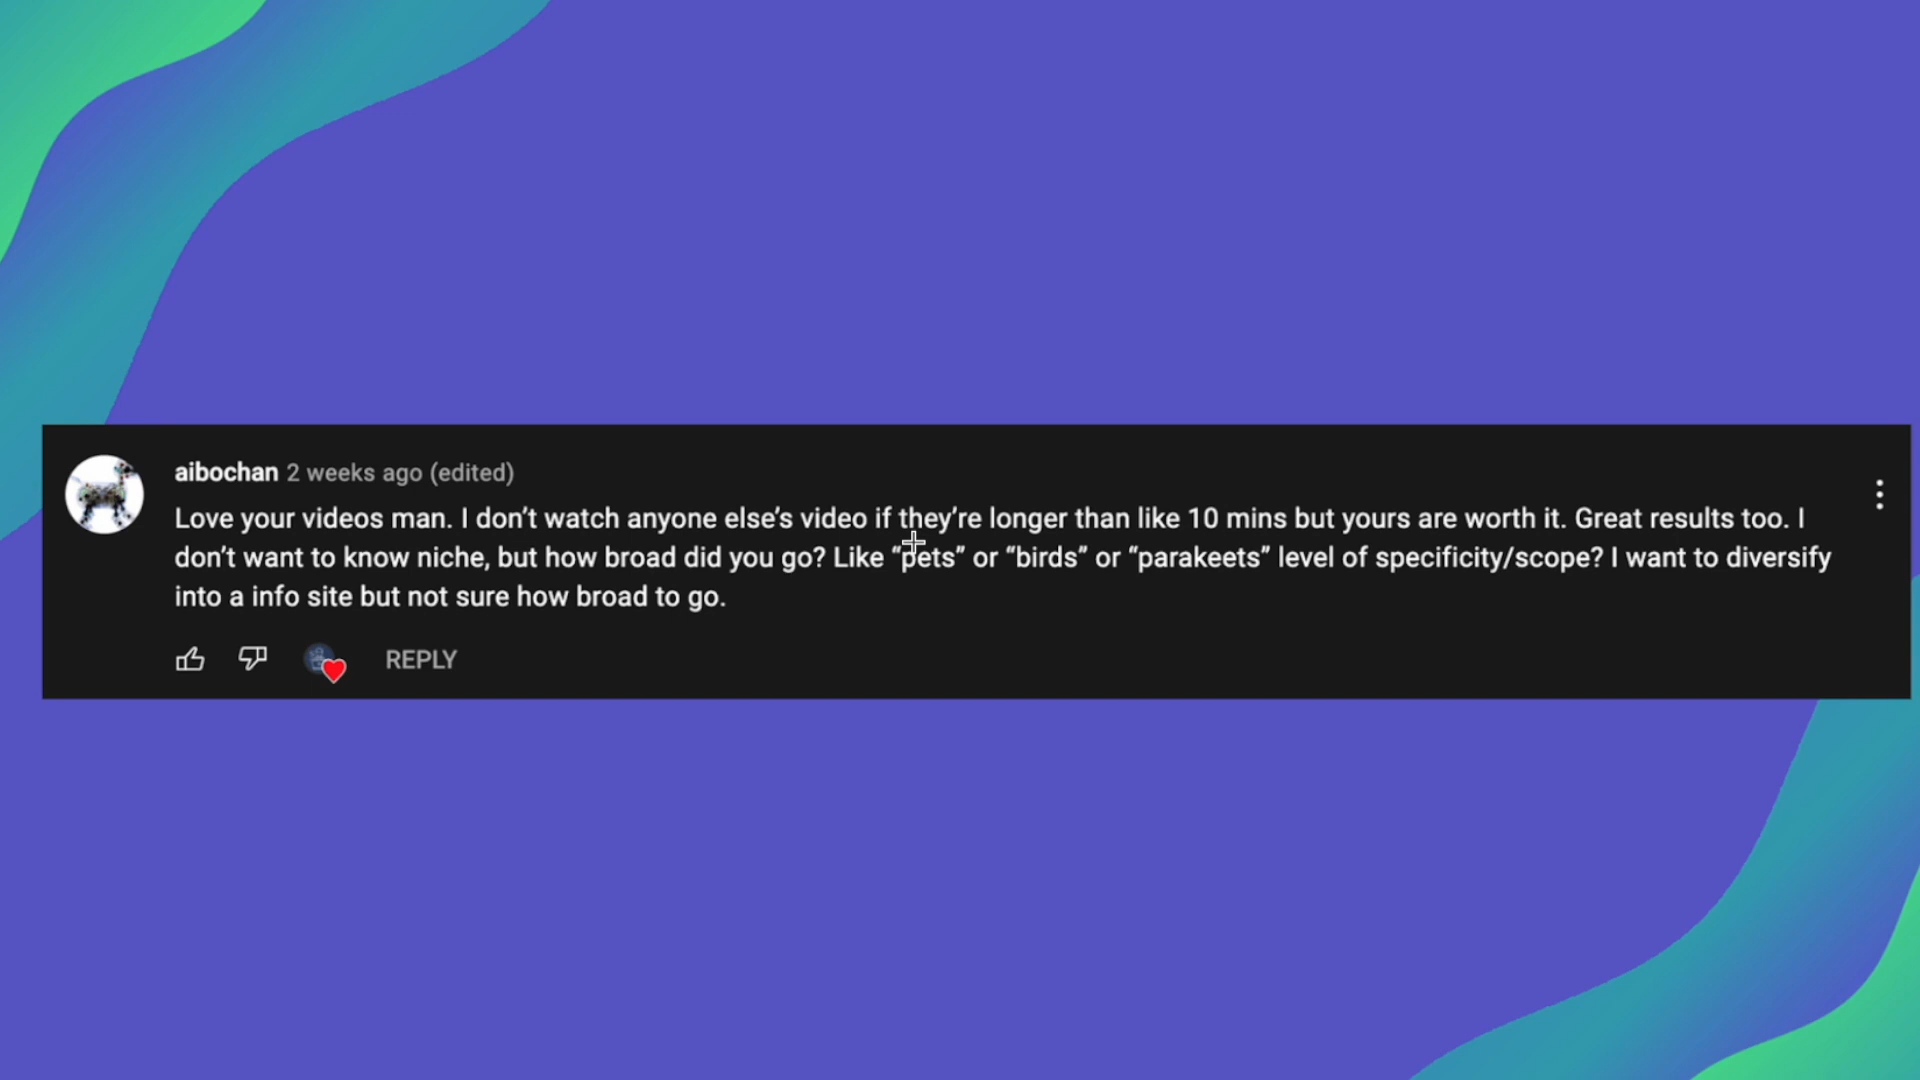 aibochan 2 weeks ago (edited)
Love your videos man. I don’t watch anyone else’s video if they’re longer than like 10 mins but yours are worth it. Great results too. I
don’t want to know niche, but how broad did you go? Like “pets” or “birds” or “parakeets” level of specificity/scope? I want to diversify
into a info site but not sure how broad to go.
REPLY